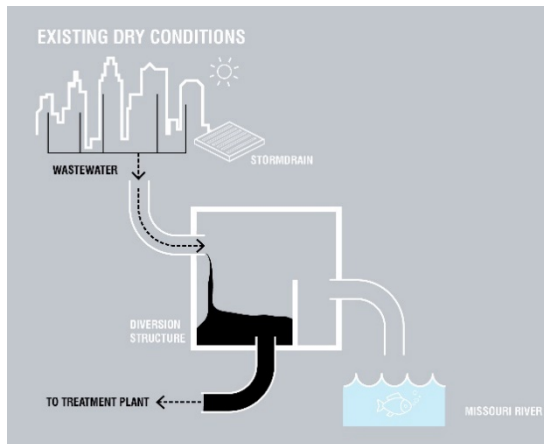 EXISTING DRY CONDITIONS
STORMDRAIN
WASTEWATER
DIVERSION
STRUCTURE
TO TREATMENT PLANT
MISSOURI RIVER